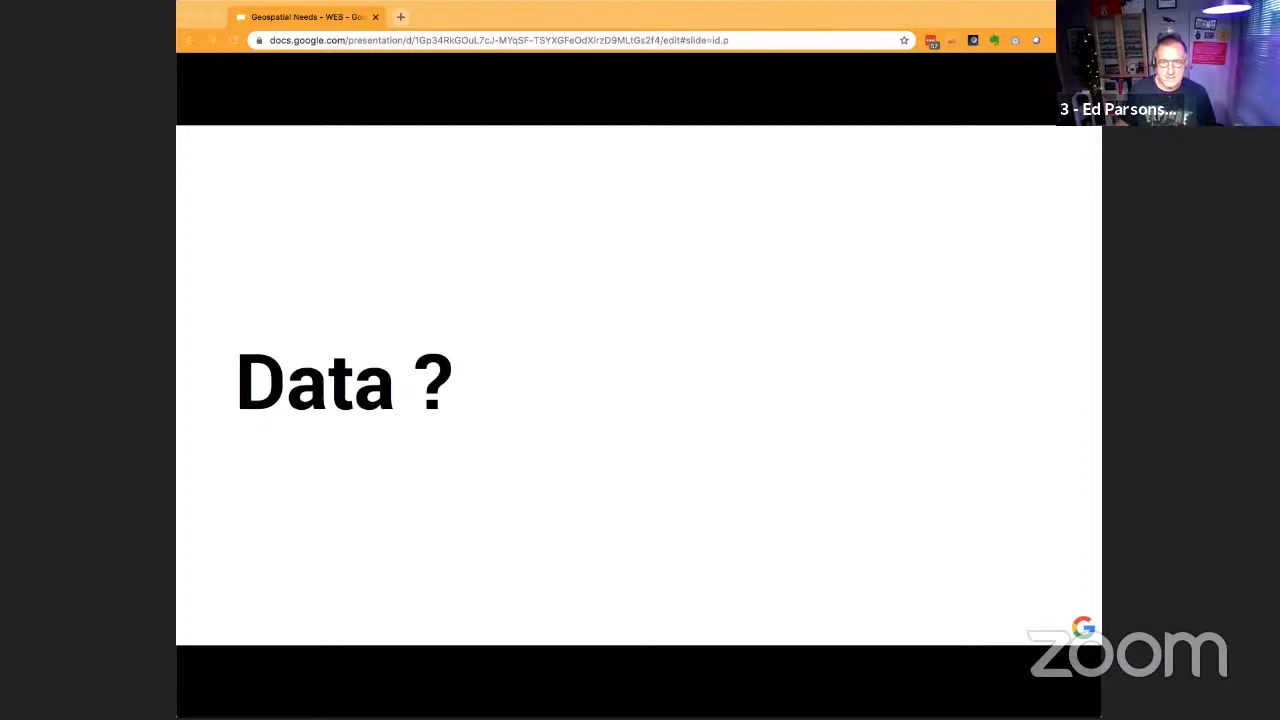 Geospatial Needs - WEB - Goo
docs.google.com/presentation/d/1Gp34RkGOuL7cJ-MYqSF-TSYXGFeOdXirzD9MLtGs2f4/edit#slide=id.p
57
3 - Ed Parsons...
Data ?
zoom